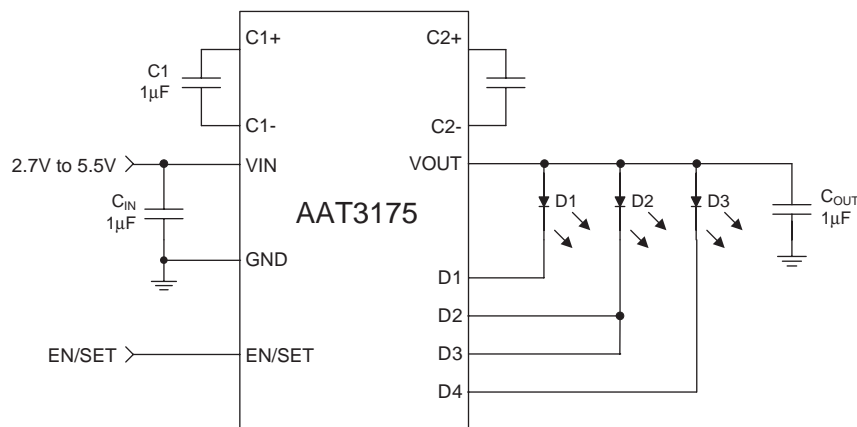 C1+
C2+
C1
1µF
C1-
C2-
2.7V to 5.5V
VIN
VOUT
CIN
1µF
AAT3175
D1
D2
D3
COUT
1µF
GND
D1
D2
EN/SET
EN/SET
D3
D4